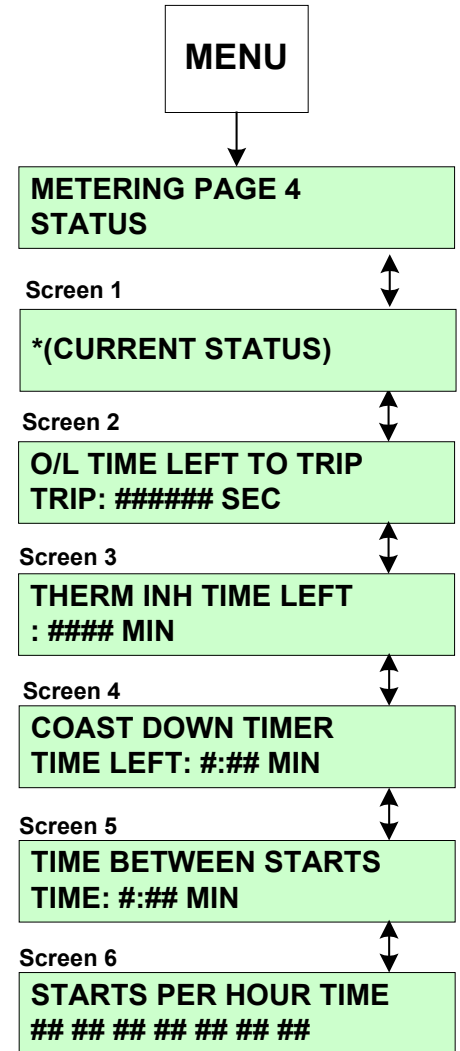 MENU
METERING PAGE 4
STATUS
Screen 1
*(CURRENT STATUS)
Screen 2
O/L TIME LEFT TO TRIP
TRIP: ###### SEC
Screen 3
THERM INH TIME LEFT
: #### MIN
Screen 4
COAST DOWN TIMER
TIME LEFT: #:## MIN
Screen 5
TIME BETWEEN STARTS
TIME: #:## MIN
Screen 6
STARTS PER HOUR TIME
## ## ## ## ## ## ##